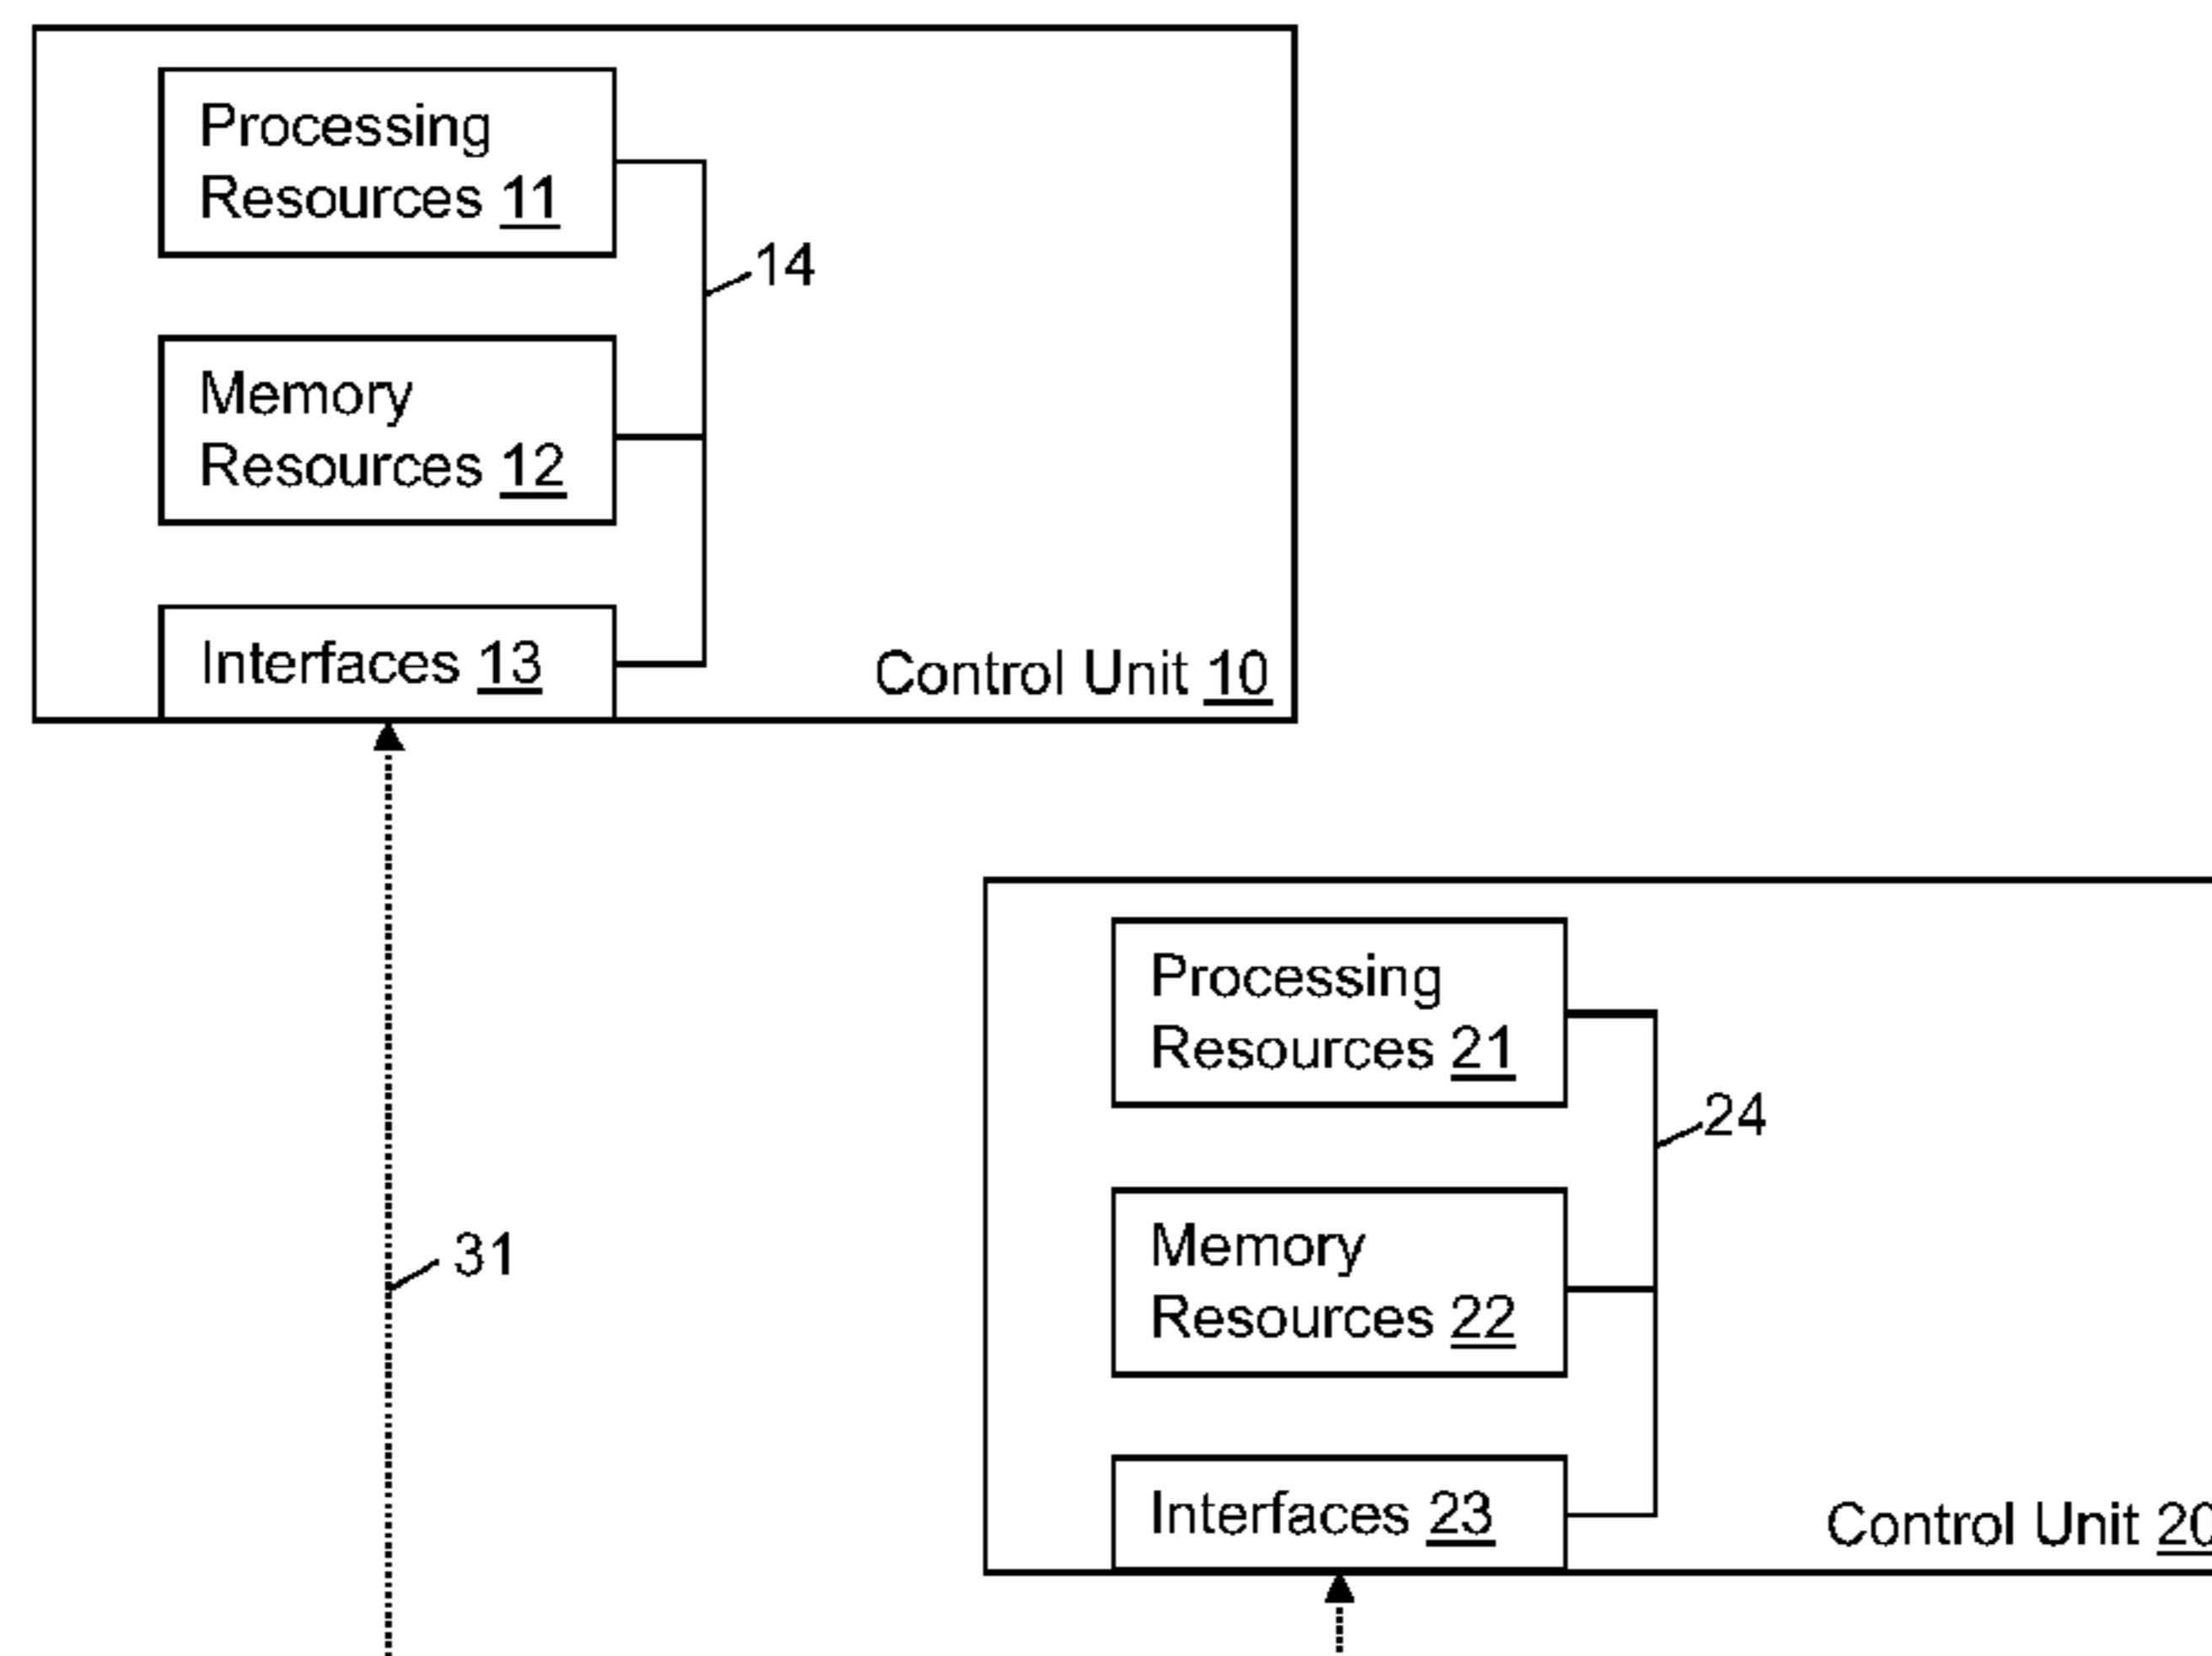 Processing
Resources 11
14
Memory
Resources 12
Interfaces 13
Control Unit 10
Processing
Resources 21
24
31
Memory
Resources 22
Interfaces 23
Control Unit 20